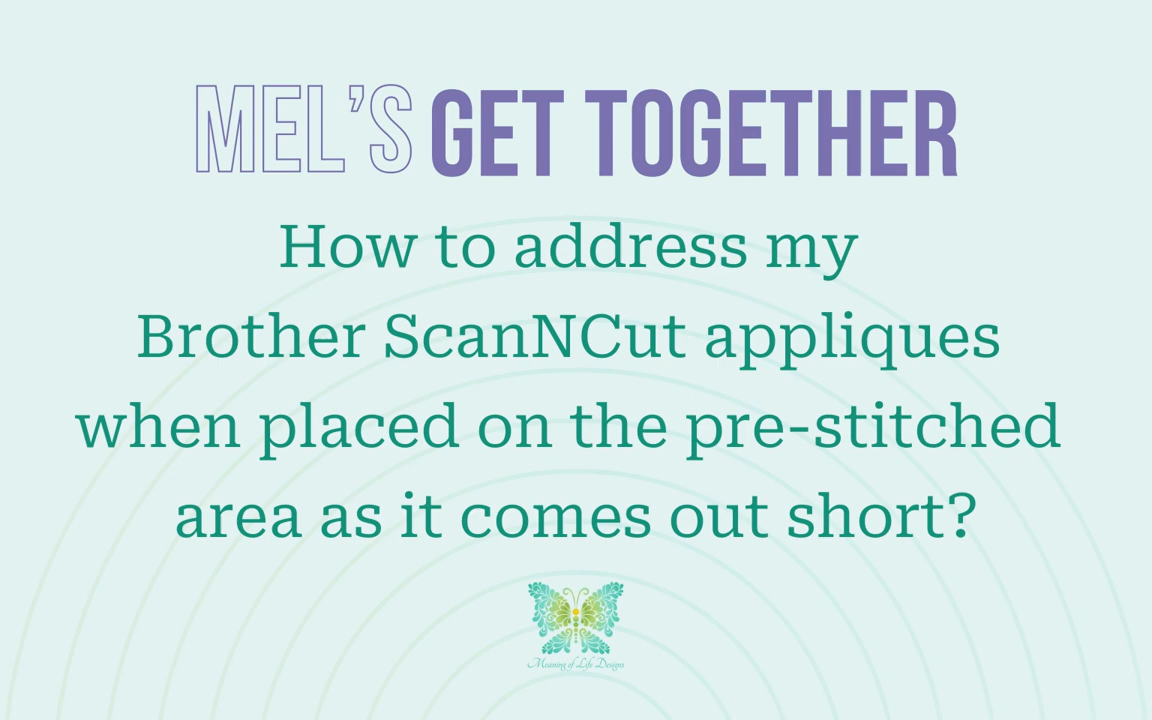 MEL'S GET TOGETHER
How to address my
Brother ScanNCut appliques
when placed on the pre-stitched
area as it comes out short?
Meaning of Life Designs